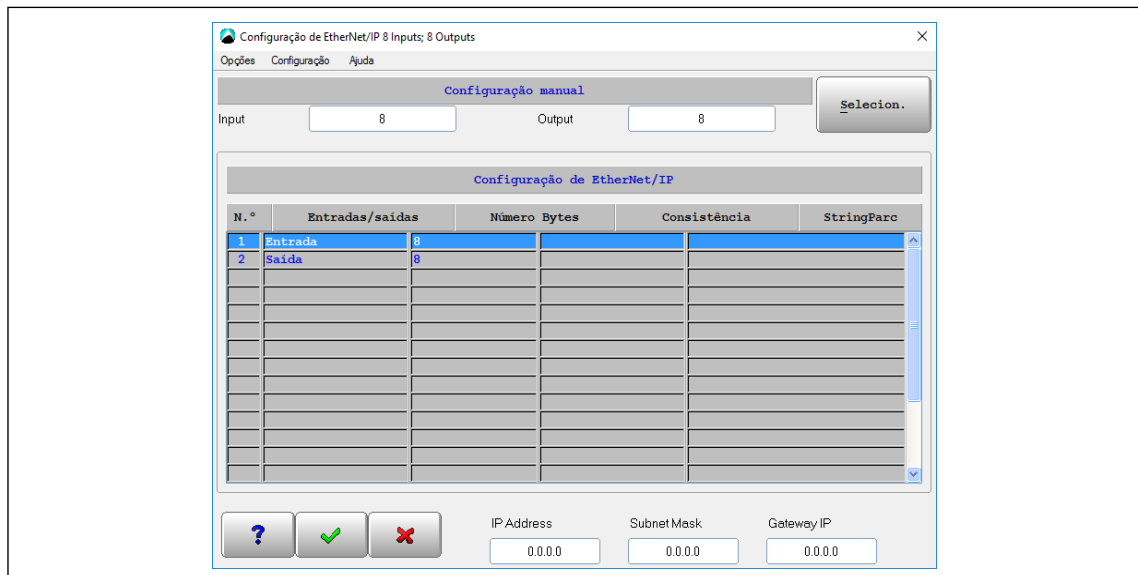 Configuração de EtherNet/IP 8 Inputs; 8 Outputs
Opções Configuração Ajuda
Configuração manual
Selecion.
Input 8 Output 8
Configuração de EtherNet/IP
N.º Entradas/saídas Número Bytes Consistência StringParc
1 Entrada 8
2 Saída 8
IP Address Subnet Mask Gateway IP
0.0.0.0 0.0.0.0 0.0.0.0